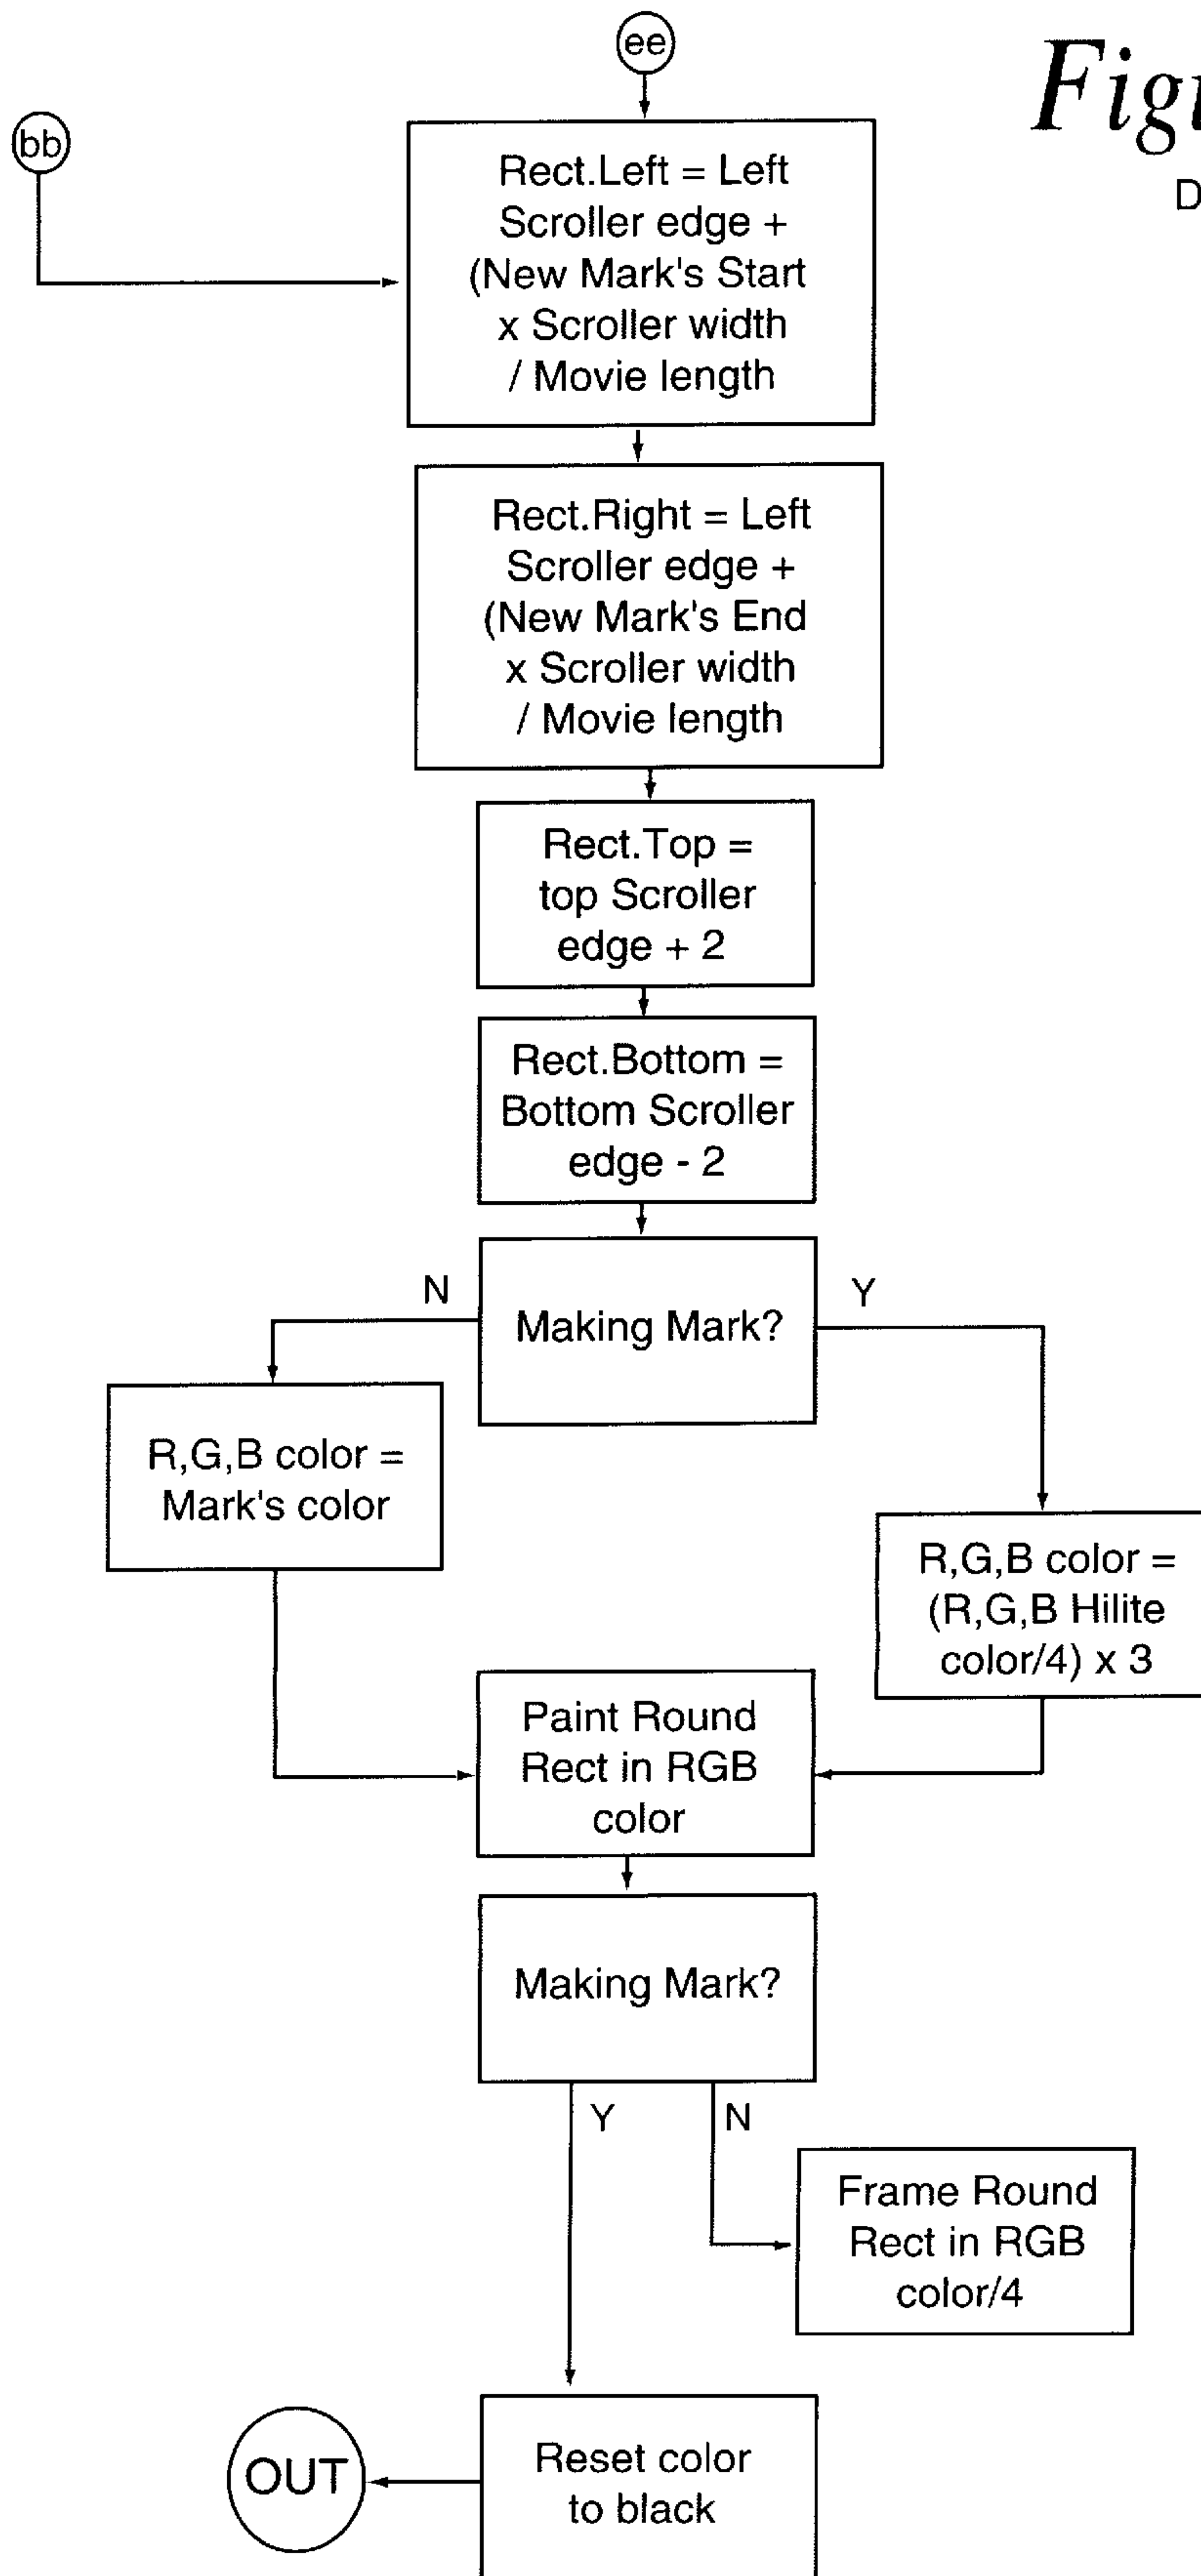 ee
Figu
D
bb
Rect.Left = Left
Scroller edge +
(New Mark's Start
x Scroller width
/ Movie length
Rect.Right = Left
Scroller edge +
(New Mark's End
x Scroller width
/ Movie length
Rect.Top =
top Scroller
edge + 2
Rect.Bottom =
Bottom Scroller
edge - 2
N
Y
Making Mark?
R,G,B color =
Mark's color
R,G,B color =
(R,G,B Hilite
color/4) x 3
Paint Round
Rect in RGB
color
Making Mark?
Y
N
Frame Round
Rect in RGB
color/4
OUT
Reset color
to black